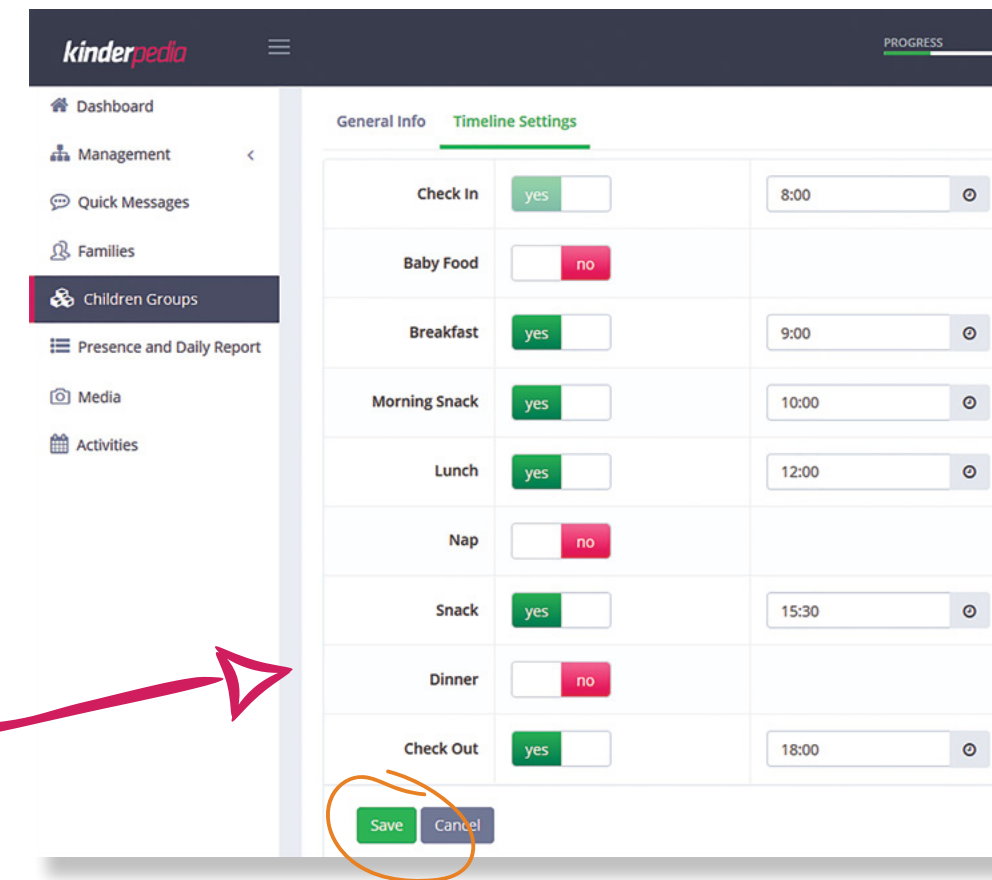 kinderpedia
PROGRESS
Dashboard
Management
Quick Messages
Families
Children Groups
Presence and Daily Report
Media
Activities
General Info Timeline Settings
Check In yes 8:00
Baby Food no
Breakfast yes 9:00
Morning Snack yes 10:00
Lunch yes 12:00
Nap no
Snack yes 15:30
Dinner no
Check Out yes 18:00
Save Cancel